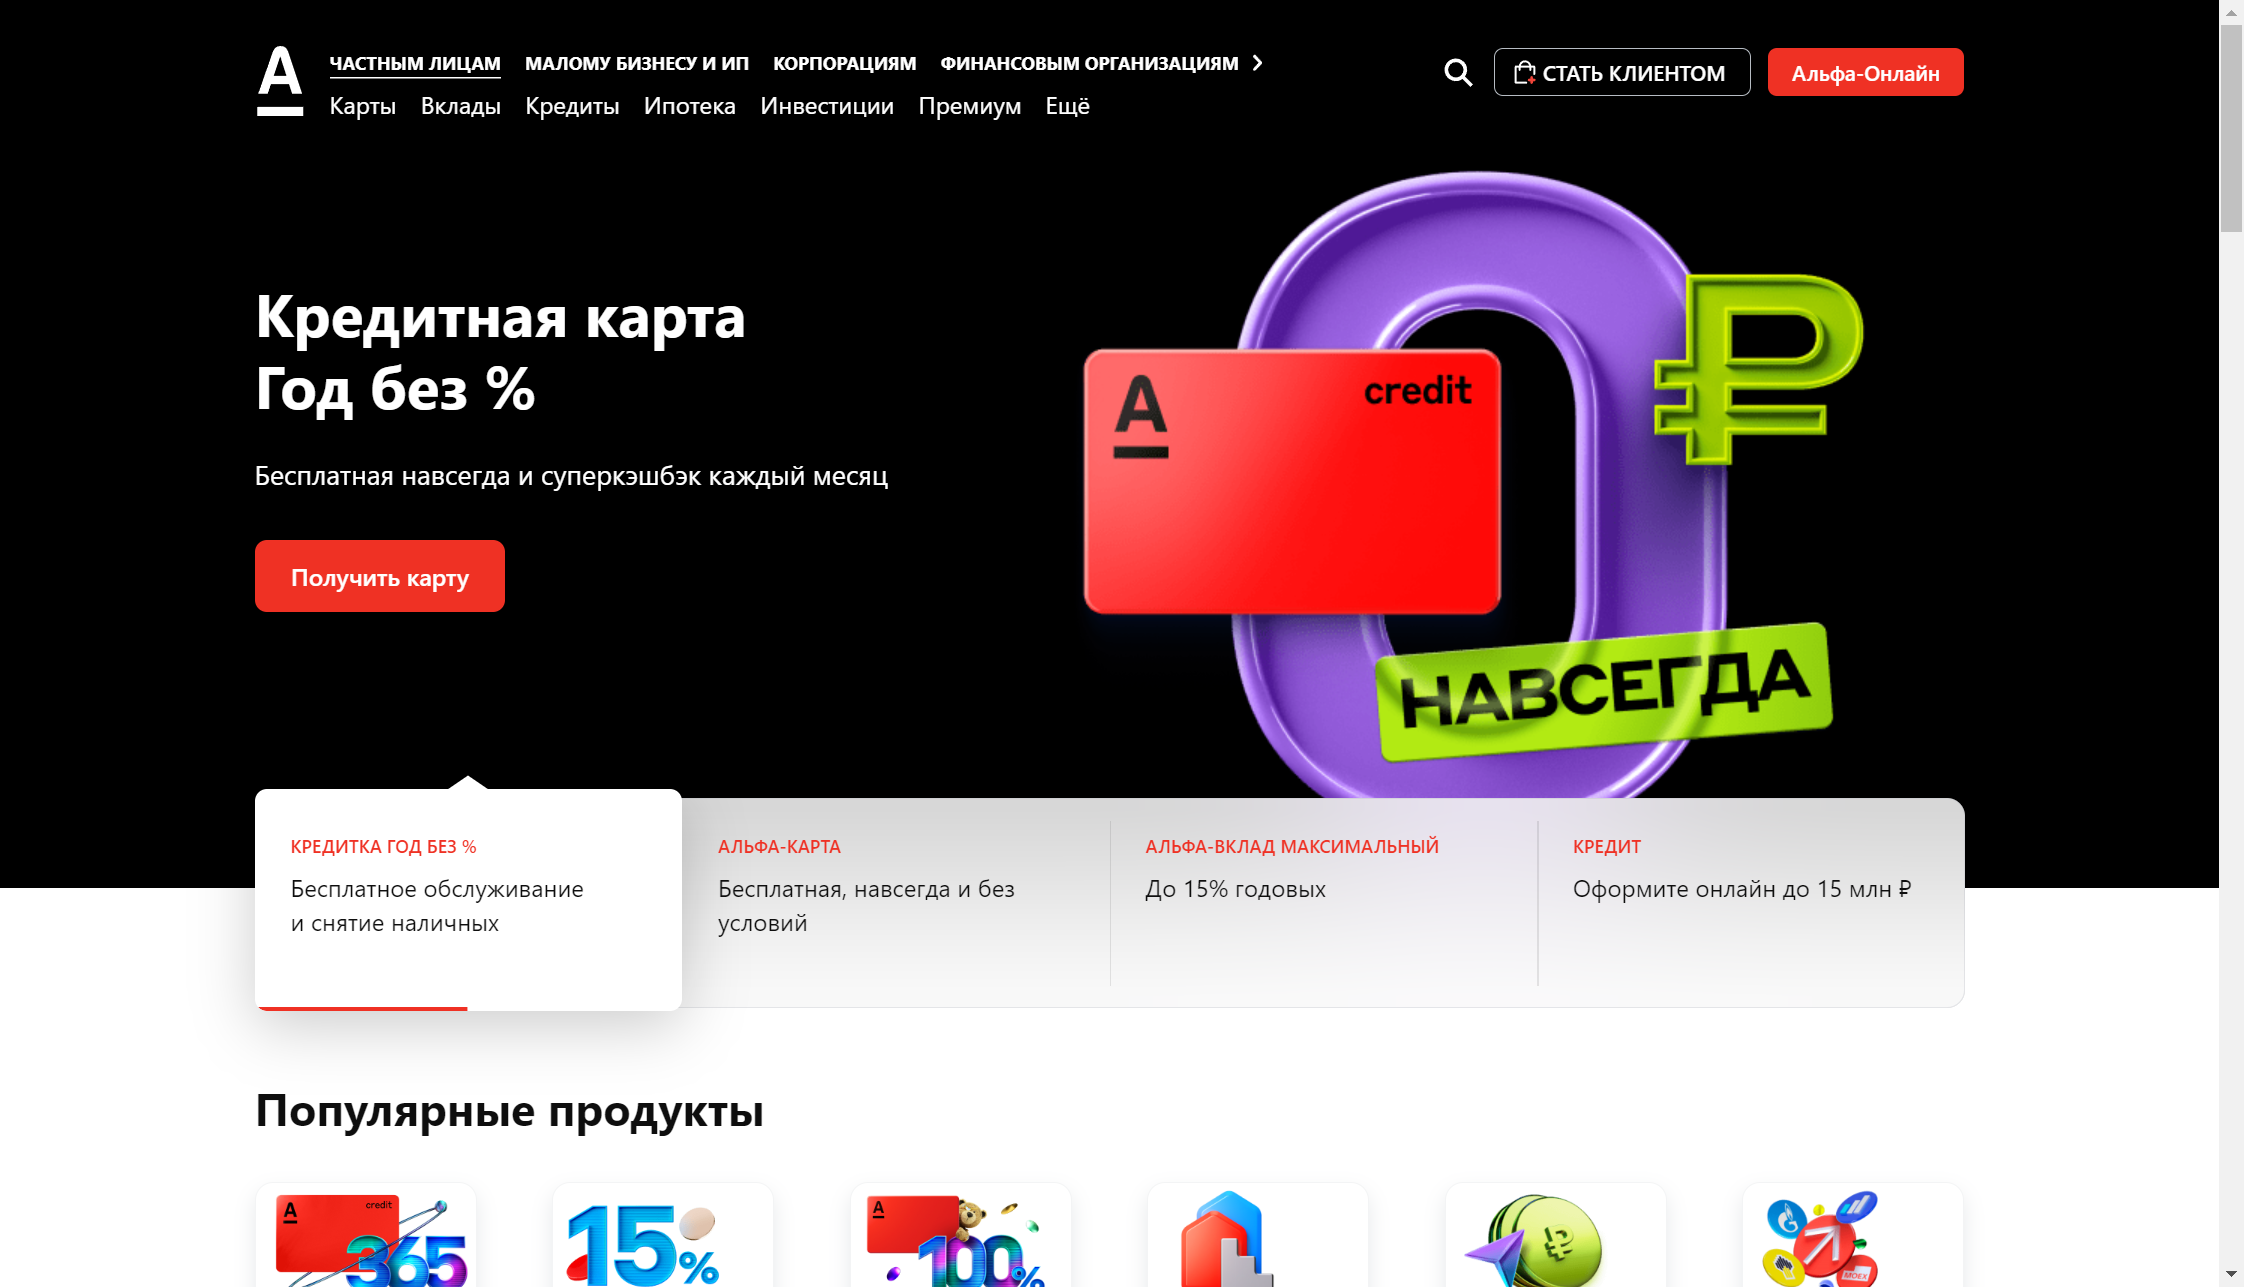 А
ЧАСТНЫМ ЛИЦАМ МАЛОМУ БИЗНЕСУ И ИП КОРПОРАЦИЯМ ФИНАНСОВЫМ ОРГАНИЗАЦИЯМ
Карты Вклады Кредиты Ипотека Инвестиции Премиум Ещё
СТАТЬ КЛИЕНТОМ
Альфа-Онлайн
Кредитная карта
Год без %
Бесплатная навсегда и суперкэшбэк каждый месяц
Получить карту
0 ₽
А credit
НАВСЕГДА
КРЕДИТКА ГОД БЕЗ %
Бесплатное обслуживание
и снятие наличных
АЛЬФА-КАРТА
Бесплатная, навсегда и без
условий
АЛЬФА-ВКЛАД МАКСИМАЛЬНЫЙ
До 15% годовых
КРЕДИТ
Оформите онлайн до 15 млн ₽
Популярные продукты
А credit
365
15%
А
100%
₽
MOEX